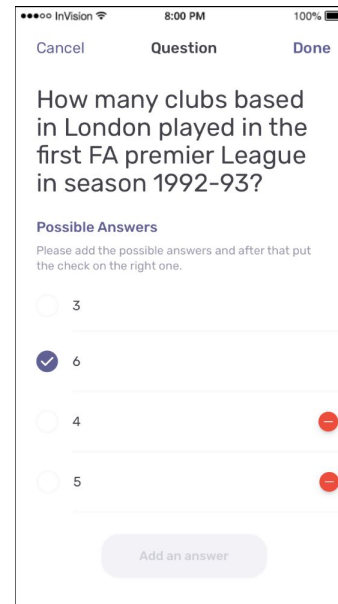 InVision 8:00 PM 100%
Cancel Question Done
How many clubs based
in London played in the
first FA premier League
in season 1992-93?
Possible Answers
Please add the possible answers and after that put
the check on the right one.
3
6
4
5
Add an answer